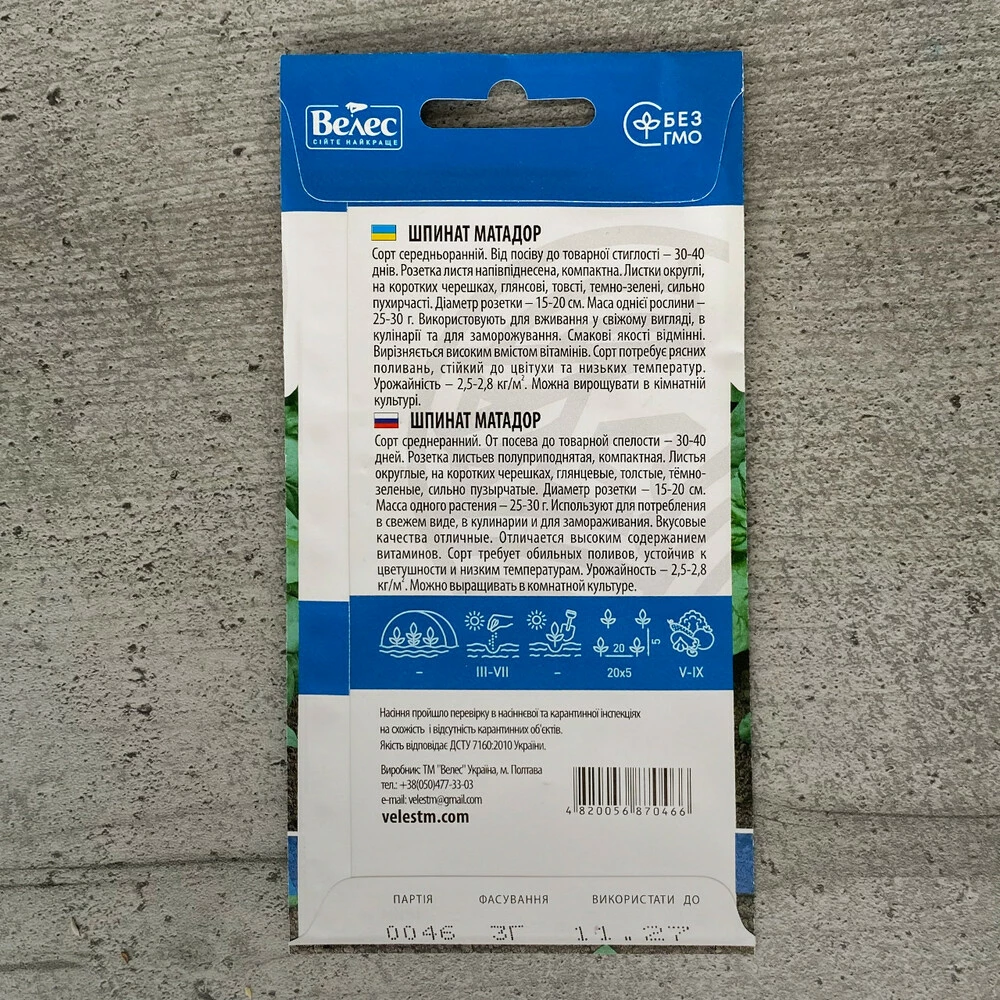 Велес
СІЙТЕ НАЙКРАЩЕ
БЕЗ
ГМО
ШПИНАТ МАТАДОР
Сорт середньоранній. Від посіву до товарної стиглості – 30-40
днів. Розетка листя напівпіднесена, компактна. Листки округлі,
на коротких черешках, глянсові, товсті, темно-зелені, сильно
пухирчасті. Діаметр розетки – 15-20 см. Маса однієї рослини –
25-30 г. Використовують для вживання у свіжому вигляді, в
кулінарії та для заморожування. Смакові якості відмінні.
Вирізняється високим вмістом вітамінів. Сорт потребує рясних
поливань, стійкий до цвітухи та низьких температур.
Урожайність – 2,5-2,8 кг/м². Можна вирощувати в кімнатній
культурі.
ШПИНАТ МАТАДОР
Сорт среднеранний. От посева до товарной спелости – 30-40
дней. Розетка листьев полуприподнятая, компактная. Листья
округлые, на коротких черешках, глянцевые, толстые, тёмно-
зеленые, сильно пузырчатые. Диаметр розетки – 15-20 см.
Масса одного растения – 25-30 г. Используют для потребления
в свежем виде, в кулинарии и для замораживания. Вкусовые
качества отличные. Отличается высоким содержанием
витаминов. Сорт требует обильных поливов, устойчив к
цветушности и низким температурам. Урожайность – 2,5-2,8
кг/м². Можно выращивать в комнатной культуре.
20 5
– III-VII – 20x5 V-IX
Насіння пройшло перевірку в насіннєвої та карантинної інспекціях
на схожість і відсутність карантинних об'єктів.
Якість відповідає ДСТУ 7160:2010 України.
Виробник: ТМ "Велес" Україна, м. Полтава
тел.: +38(050)477-33-03
e-mail: velestm@gmail.com
velestm.com
4 820056 870466
ПАРТІЯ ФАСУВАННЯ ВИКОРИСТАТИ ДО
0046 3Г 11.27